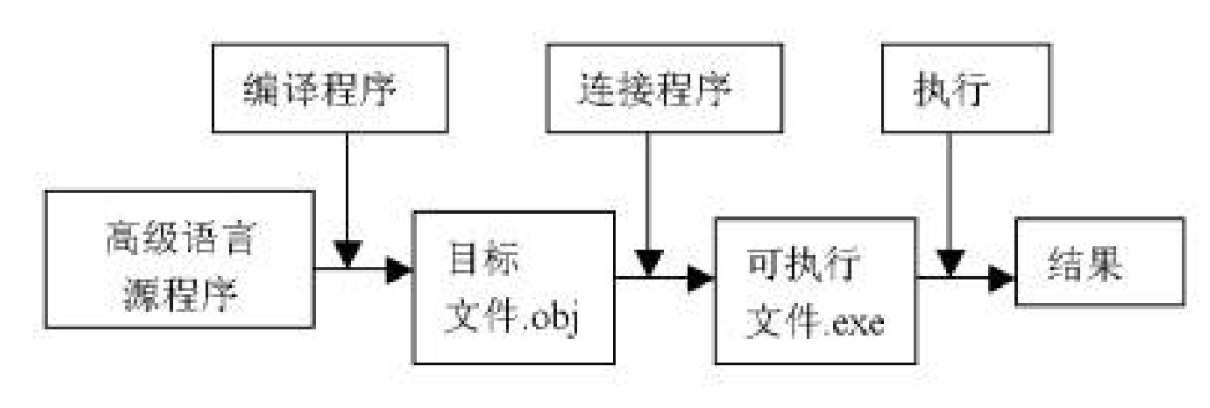 编译程序
连接程序
执行
高级语言
源程序
目标
文件.obj
可执行
文件.exe
结果